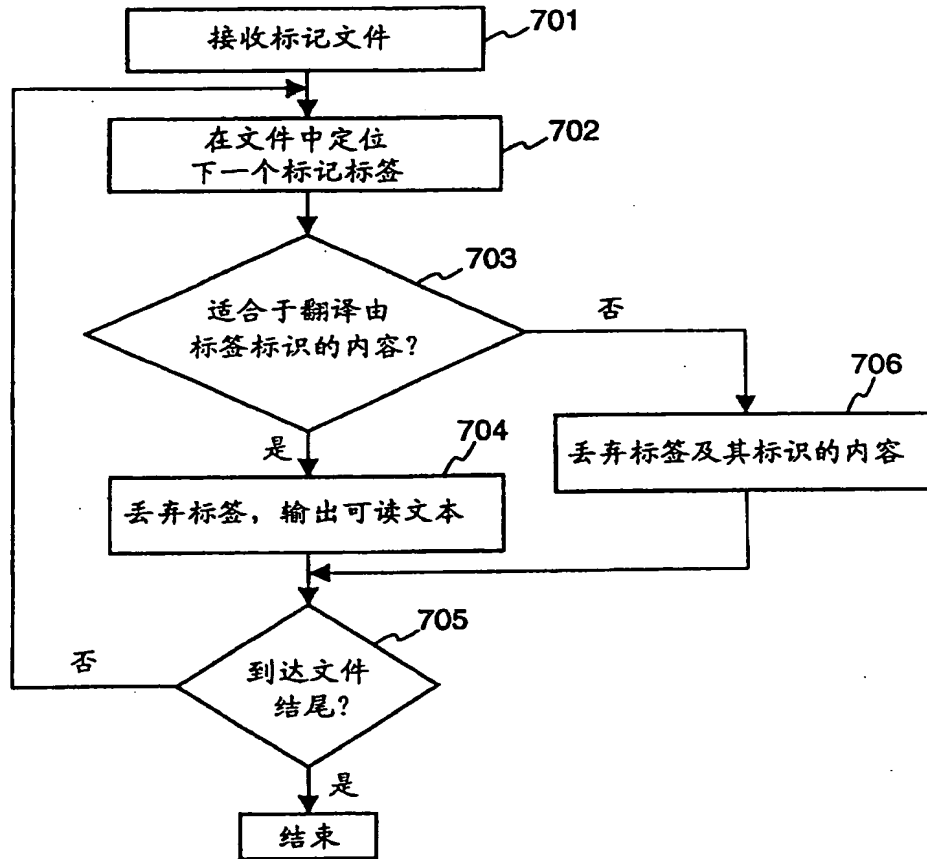 接收标记文件
701
在文件中定位
下一个标记标签
702
703
适合于翻译由
标签标识的内容?
否
706
是
704
丢弃标签及其标识的内容
丢弃标签，输出可读文本
705
否
到达文件
结尾?
是
结束